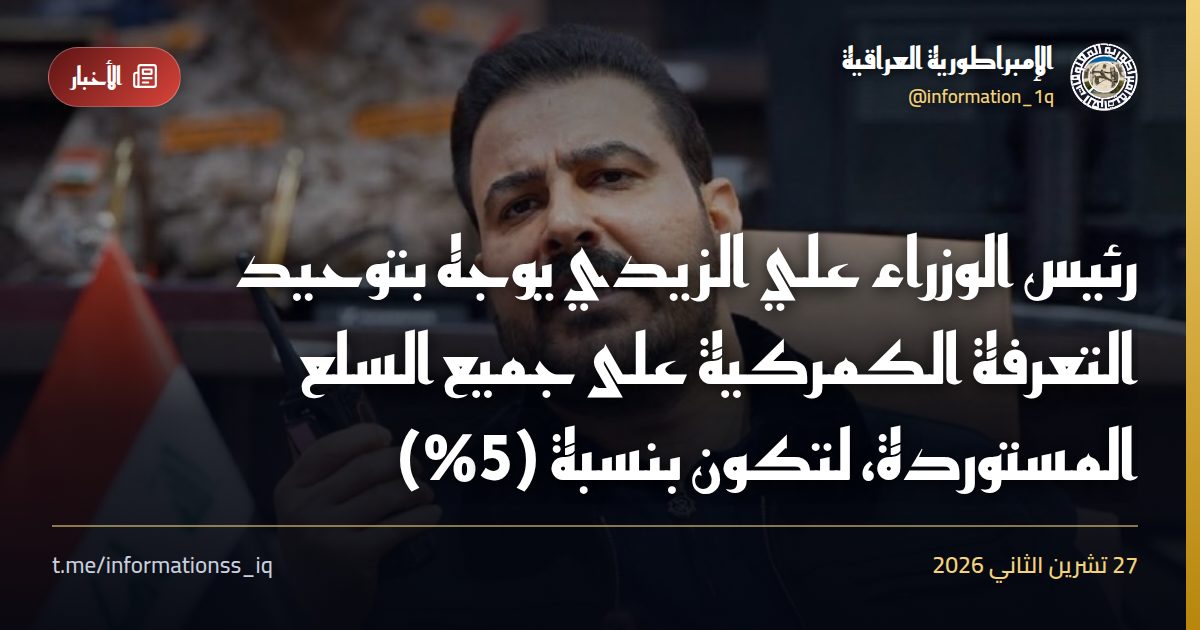 الإمبراطورية العراقية
@information_1q
الأخبار
رئيس الوزراء علي الزيدي يوجه بتوحيد
التعرفة الكمركية على جميع السلع
المستوردة، لتكون بنسبة (5%)
27 تشرين الثاني 2026
t.me/informationss_iq